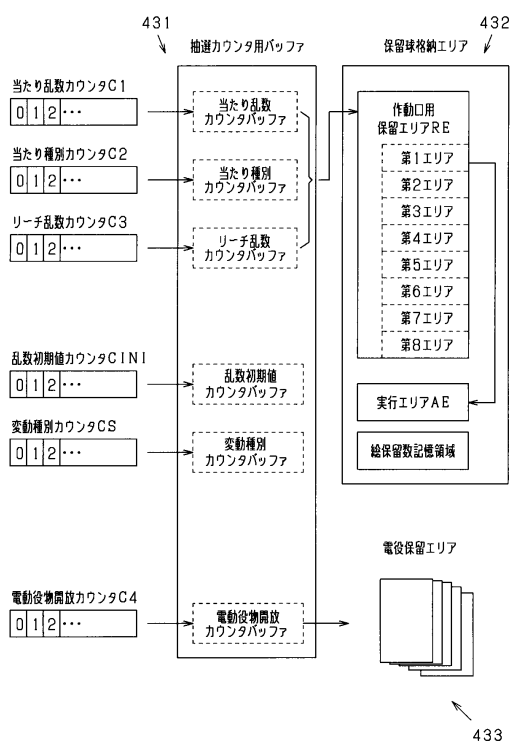 431
432
抽選カウンタ用バッファ
保留球格納エリア
当たり乱数カウンタC1
0 1 2 ・・・
当たり乱数
カウンタバッファ
作動口用
保留エリアRE
当たり種別カウンタC2
0 1 2 ・・・
当たり種別
カウンタバッファ
第1エリア
第2エリア
第3エリア
第4エリア
第5エリア
第6エリア
第7エリア
第8エリア
リーチ乱数カウンタC3
0 1 2 ・・・
リーチ乱数
カウンタバッファ
乱数初期値カウンタCINI
0 1 2 ・・・
乱数初期値
カウンタバッファ
実行エリアAE
変動種別カウンタCS
0 1 2 ・・・
変動種別
カウンタバッファ
総保留数記憶領域
電役保留エリア
電動役物開放カウンタC4
0 1 2 ・・・
電動役物開放
カウンタバッファ
433